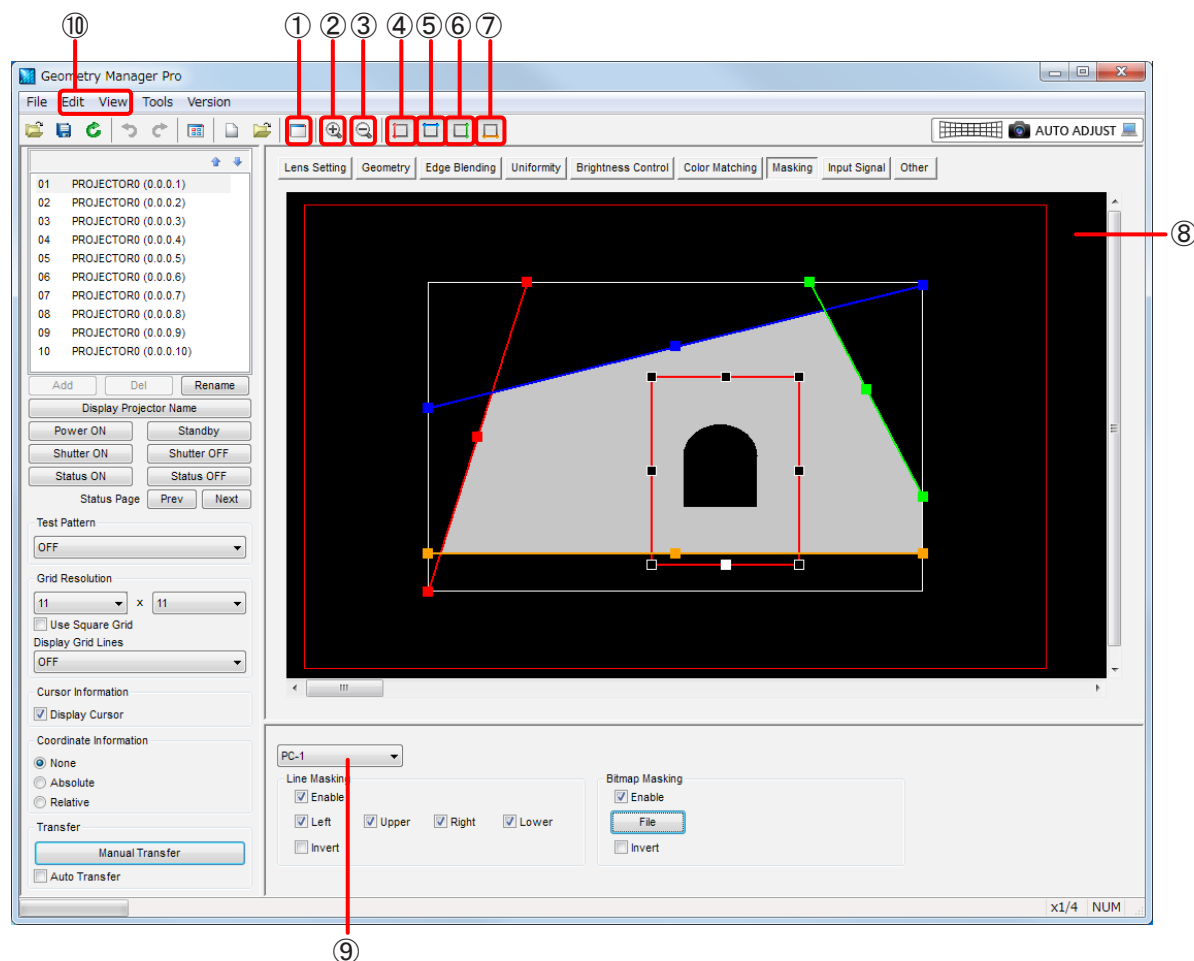 ⑩ ① ② ③ ④ ⑤ ⑥ ⑦
Geometry Manager Pro
File Edit View Tools Version
AUTO ADJUST
Lens Setting Geometry Edge Blending Uniformity Brightness Control Color Matching Masking Input Signal Other
01 PROJECTOR0 (0.0.0.1)
02 PROJECTOR0 (0.0.0.2)
03 PROJECTOR0 (0.0.0.3)
04 PROJECTOR0 (0.0.0.4)
05 PROJECTOR0 (0.0.0.5)
06 PROJECTOR0 (0.0.0.6)
07 PROJECTOR0 (0.0.0.7)
08 PROJECTOR0 (0.0.0.8)
09 PROJECTOR0 (0.0.0.9)
10 PROJECTOR0 (0.0.0.10)
Add Del Rename
Display Projector Name
Power ON Standby
Shutter ON Shutter OFF
Status ON Status OFF
Status Page Prev Next
Test Pattern
OFF
Grid Resolution
11 x 11
Use Square Grid
Display Grid Lines
OFF
Cursor Information
Display Cursor
Coordinate Information
None
Absolute
Relative
Transfer
Manual Transfer
Auto Transfer
⑧
PC-1
Line Masking
Enable
Left Upper Right Lower
Invert
Bitmap Masking
Enable
File
Invert
x1/4 NUM
⑨